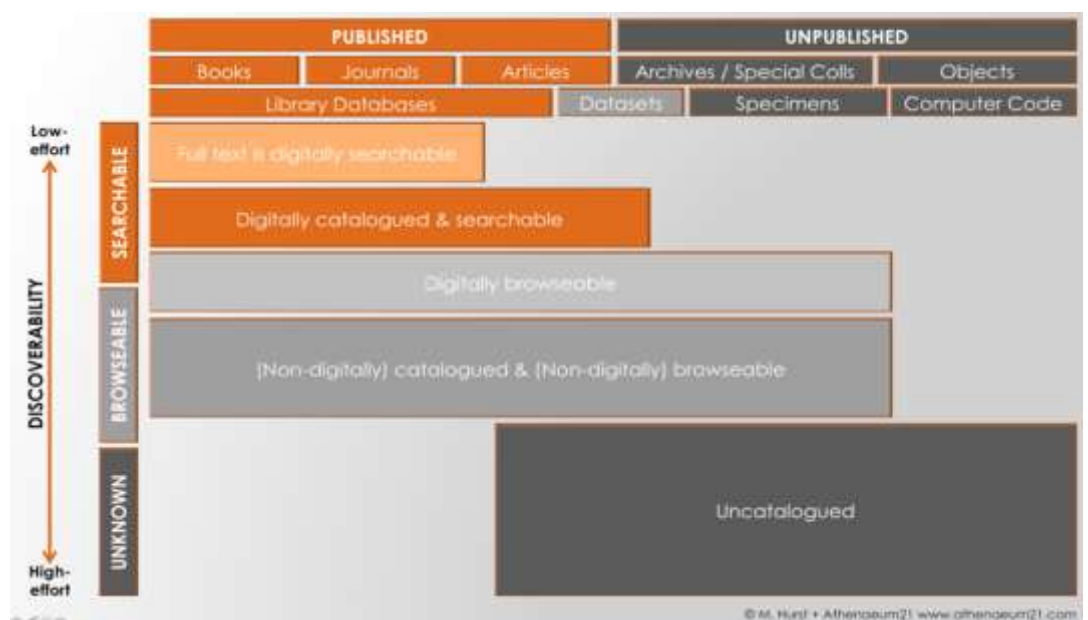 PUBLISHED
UNPUBLISHED
Books
Journals
Articles
Archives / Special Colls
Objects
Library Databases
Datasets
Specimens
Computer Code
Low-
effort
DISCOVERABILITY
High-
effort
SEARCHABLE
BROWSEABLE
UNKNOWN
Full text is digitally searchable
Digitally catalogued & searchable
Digitally browseable
(Non-digitally) catalogued & (Non-digitally) browseable
Uncatalogued
© M. Hurst + Athenaeum21 www.athenaeum21.com